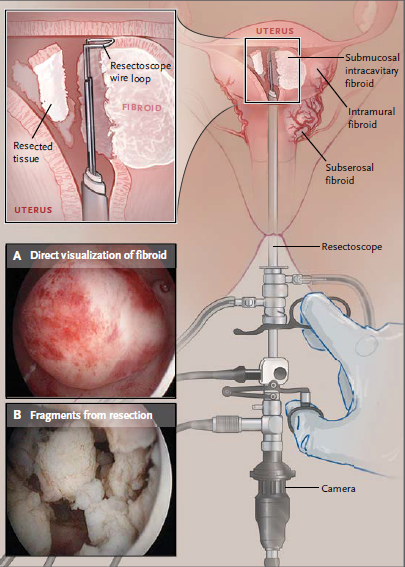 UTERUS
Resectoscope
wire loop
FIBROID
Resected
tissue
UTERUS
Submucosal
intracavitary
fibroid
Intramural
fibroid
Subserosal
fibroid
Resectoscope
A Direct visualization of fibroid
B Fragments from resection
Camera